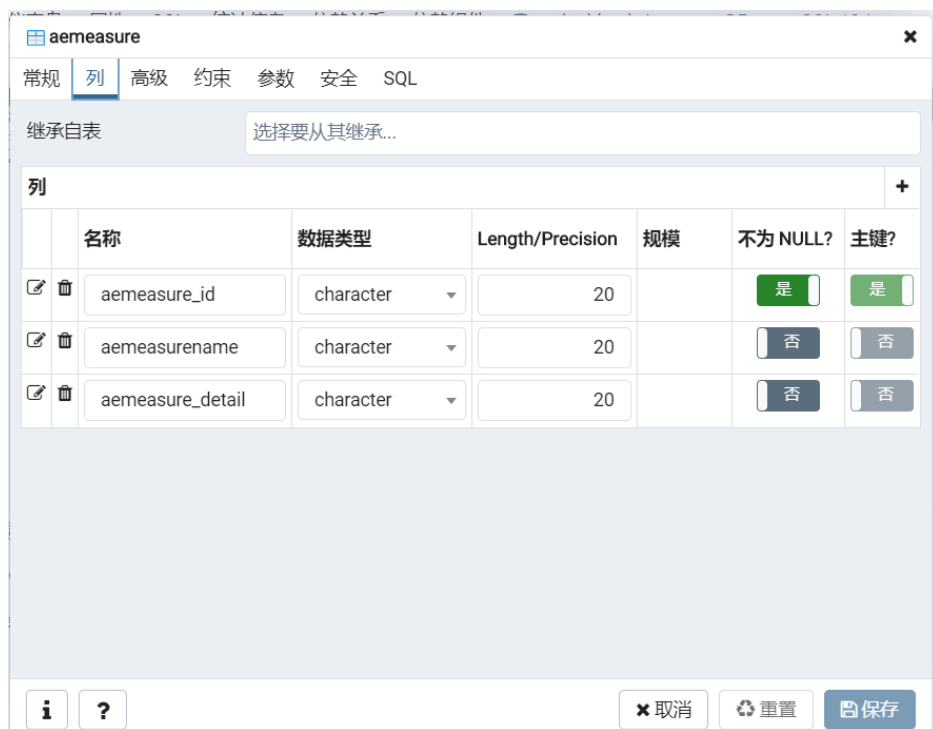 aemeasure
常规 列 高级 约束 参数 安全 SQL
继承自表 选择要从其继承...
列
名称 数据类型 Length/Precision 规模 不为 NULL? 主键?
aemeasure_id character 20 是 是
aemeasurename character 20 否 否
aemeasure_detail character 20 否 否
i ? 取消 重置 保存